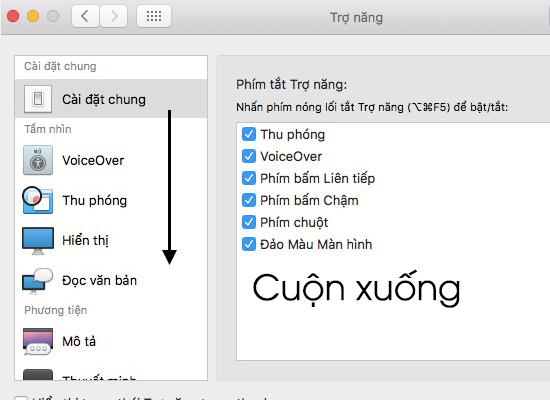 Trợ năng
Cài đặt chung
Cài đặt chung
Tầm nhìn
VoiceOver
Thu phóng
Hiển thị
Đọc văn bản
Phương tiện
Mô tả
Thuyết minh
Phím tắt Trợ năng:
Nhấn phím nóng lối tắt Trợ năng (⌥⌘F5) để bật/tắt:
Thu phóng
VoiceOver
Phím bấm Liên tiếp
Phím bấm Chậm
Phím chuột
Đảo Màu Màn hình
Cuộn xuống